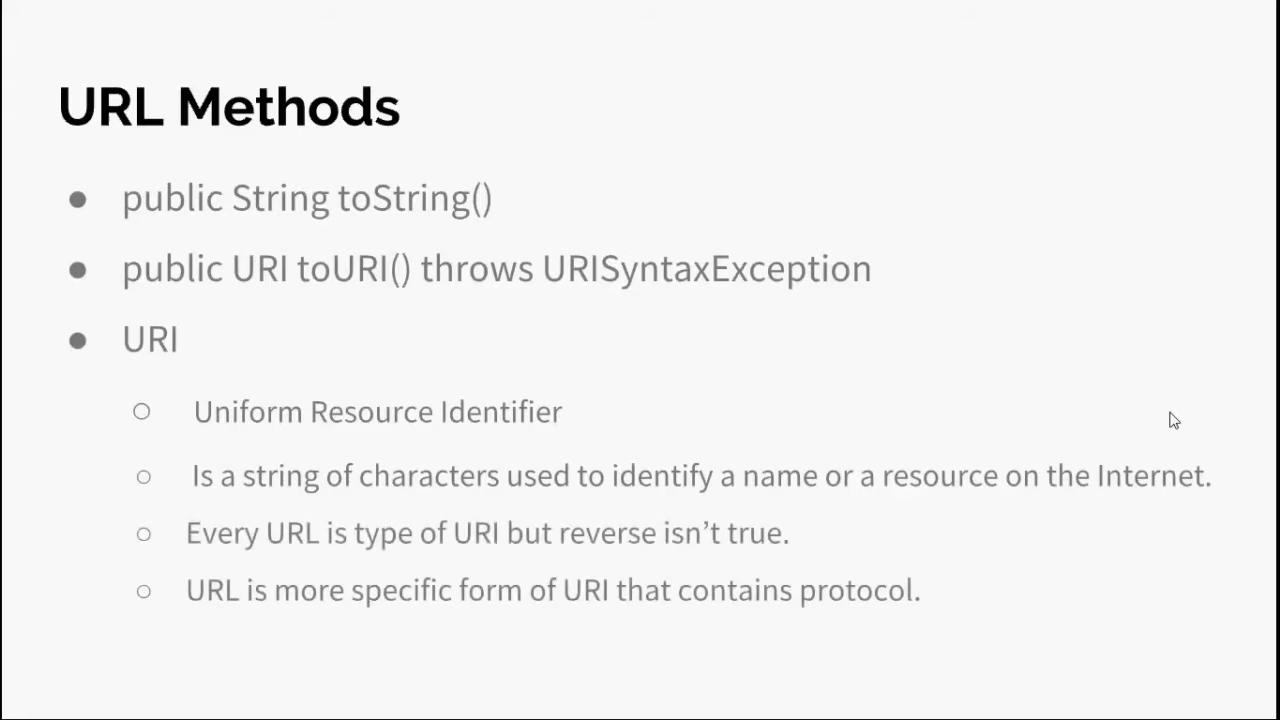 URL Methods
● public String toString()
● public URI toURI() throws URISyntaxException
● URI
○ Uniform Resource Identifier
○ Is a string of characters used to identify a name or a resource on the Internet.
○ Every URL is type of URI but reverse isn’t true.
○ URL is more specific form of URI that contains protocol.